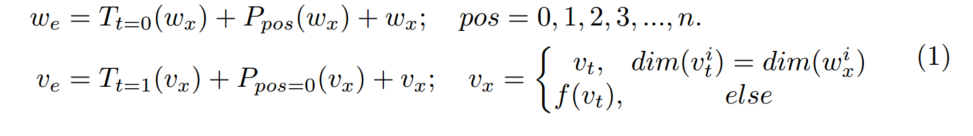 w_e = T_{t=0}(w_x) + P_{pos}(w_x) + w_x; pos = 0, 1, 2, 3, ..., n.
v_e = T_{t=1}(v_x) + P_{pos=0}(v_x) + v_x; v_x = { v_t, dim(v_t^i) = dim(w_x^i)
f(v_t), else
(1)